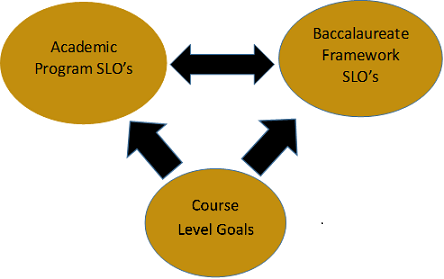 Academic
Program SLO's
Baccalaureate
Framework
SLO's
Course
Level Goals
.